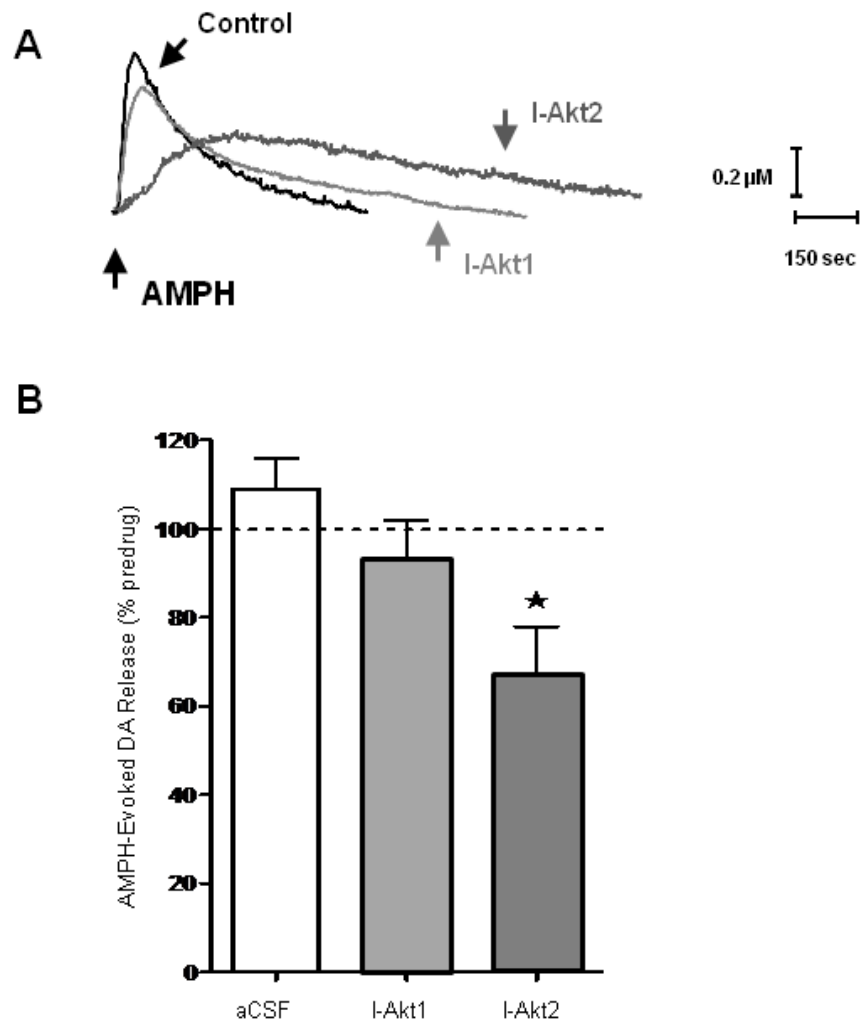 A
Control
I-Akt2
0.2 µM
150 sec
I-Akt1
AMPH
B
AMPH-Evoked DA Release (% predrug)
120
100
80
60
40
20
0
aCSF
I-Akt1
I-Akt2